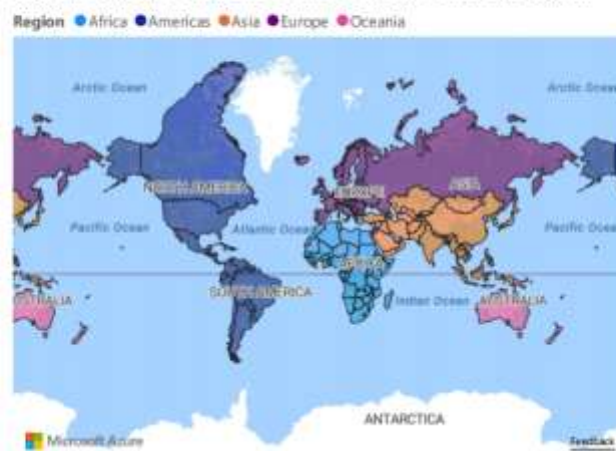 Region Africa Americas Asia Europe Oceania
Arctic Ocean
Arctic Ocean
NORTH AMERICA
EUROPE
ASIA
Pacific Ocean
Atlantic Ocean
Pacific Ocean
AFRICA
SOUTH AMERICA
Indian Ocean
AUSTRALIA
AUSTRALIA
ANTARCTICA
Microsoft Azure
Feedback